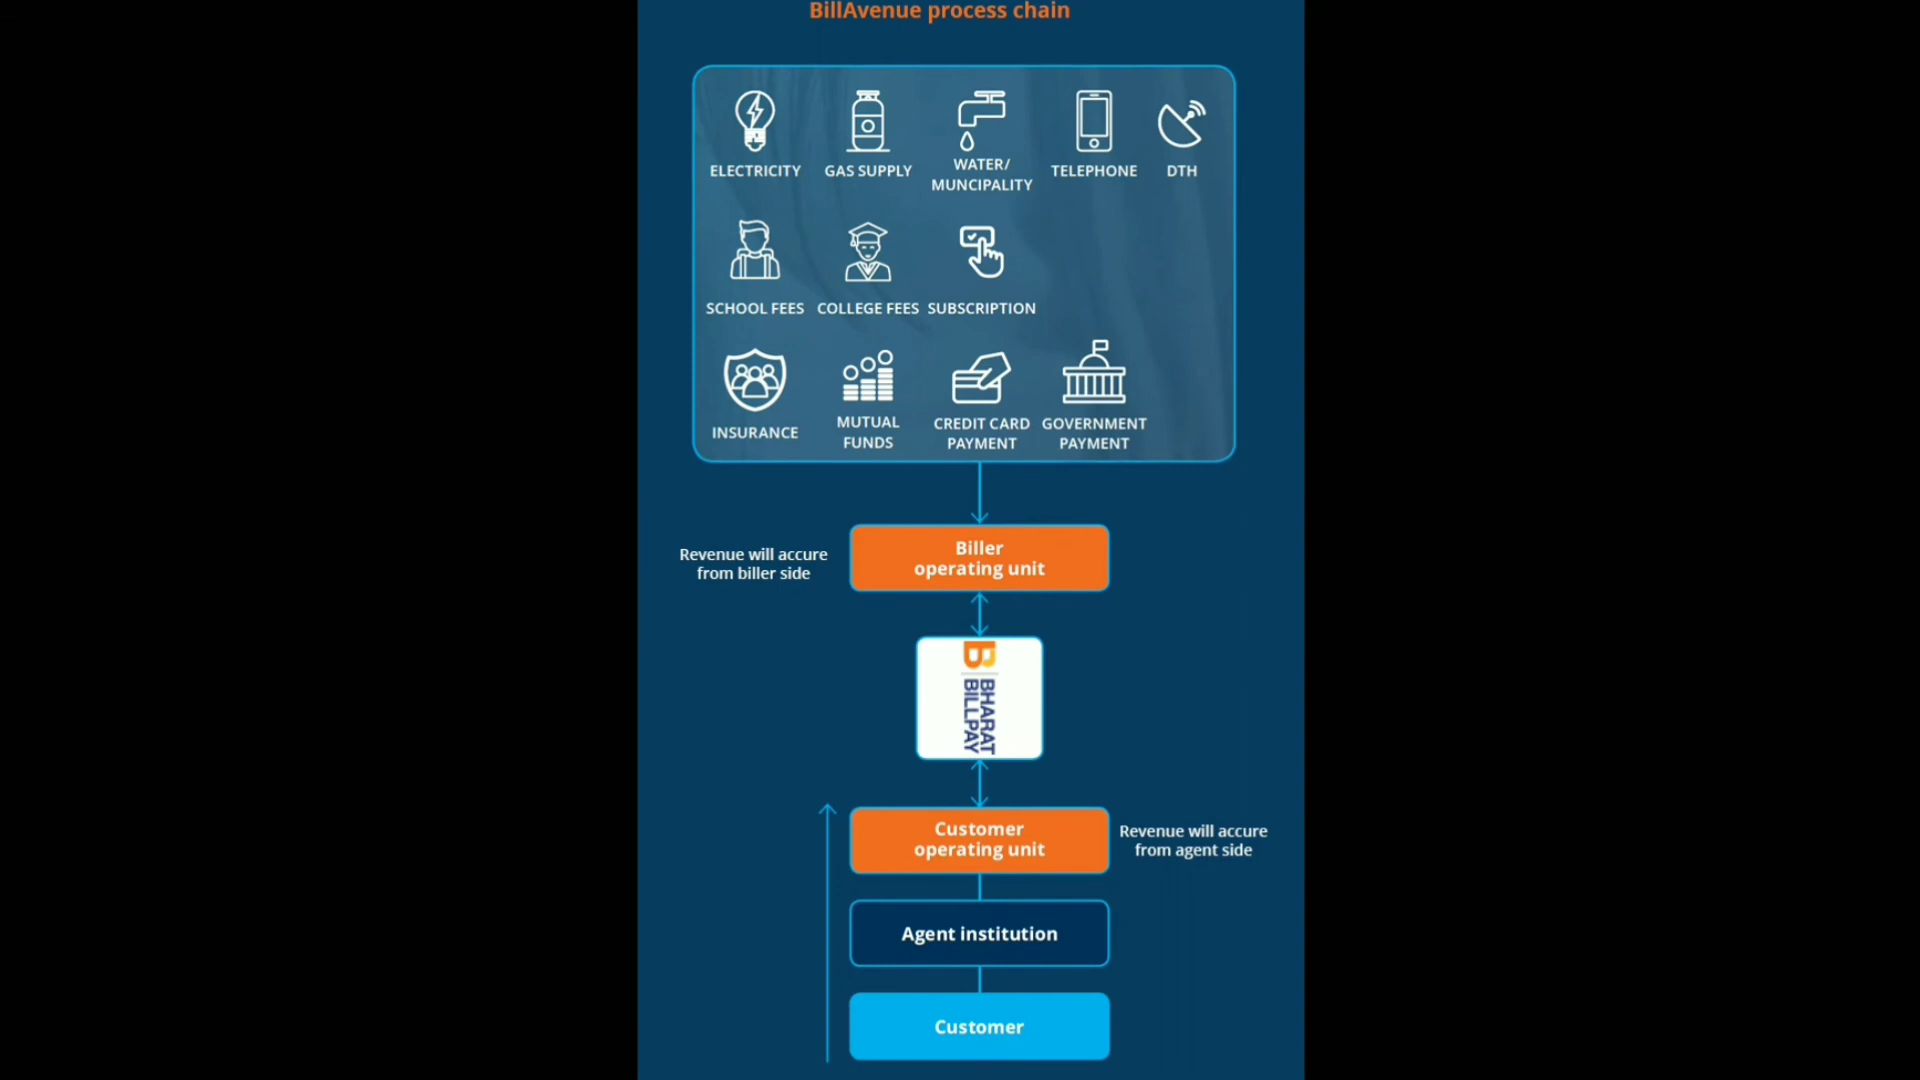 BillAvenue process chain
ELECTRICITY
GAS SUPPLY
WATER/
MUNCIPALITY
TELEPHONE
DTH
SCHOOL FEES
COLLEGE FEES
SUBSCRIPTION
INSURANCE
MUTUAL
FUNDS
CREDIT CARD
PAYMENT
GOVERNMENT
PAYMENT
Revenue will accure
from biller side
Biller
operating unit
B
BHARAT
BILLPAY
Customer
operating unit
Revenue will accure
from agent side
Agent institution
Customer